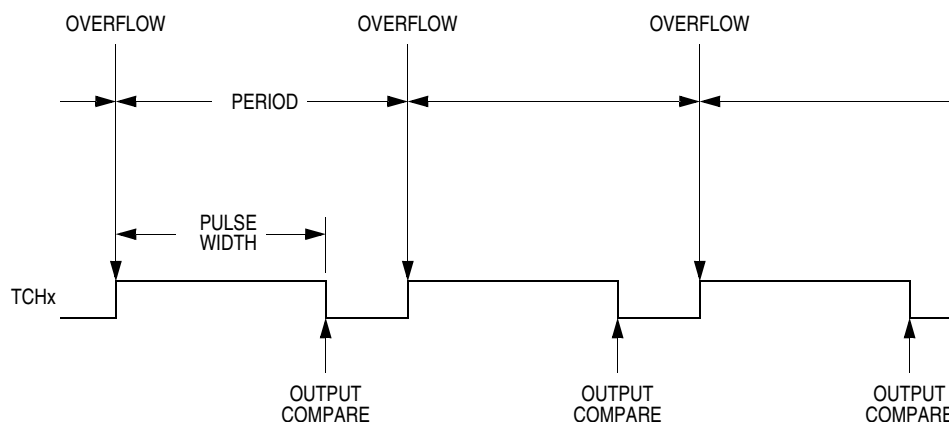 OVERFLOW
OVERFLOW
OVERFLOW
PERIOD
PULSE
WIDTH
TCHx
OUTPUT
COMPARE
OUTPUT
COMPARE
OUTPUT
COMPARE